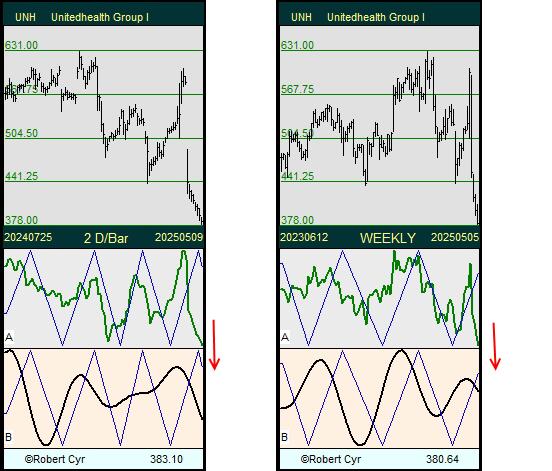 UNH Unitedhealth Group I
631.00
567.75
504.50
441.25
378.00
20240725 2 D/Bar 20250509
A
B
©Robert Cyr 383.10
UNH Unitedhealth Group I
631.00
567.75
504.50
441.25
378.00
20230612 WEEKLY 20250505
A
B
©Robert Cyr 380.64